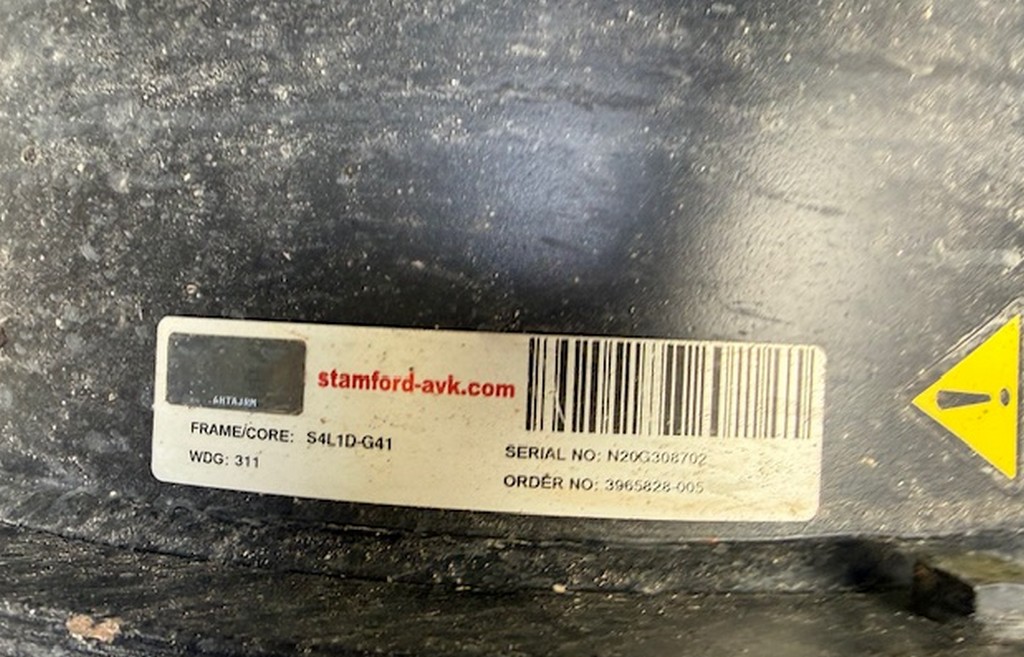 stamford-avk.com
FRAME/CORE: S4L1D-G41
WDG: 311
SERIAL NO: N20G308702
ORDER NO: 3965828-005